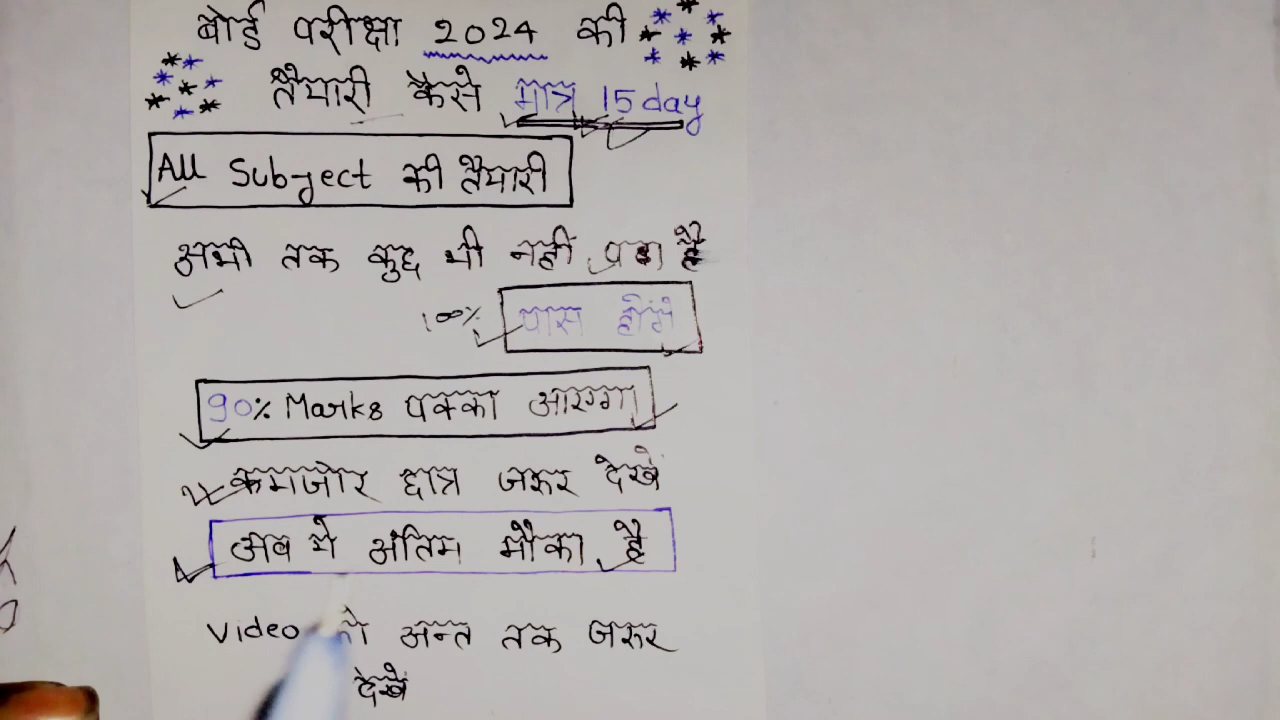 बोर्ड परीक्षा 2024 की
तैयारी कैसे मात्र 15 day
All Subject की तैयारी
अभी तक कुछ भी नहीं पढ़ा है
100% पास होंगे
90% Marks पक्का आएगा
कमजोर छात्र जरूर देखे
अब ये अंतिम मौका है
Video को अन्त तक जरूर
देखें